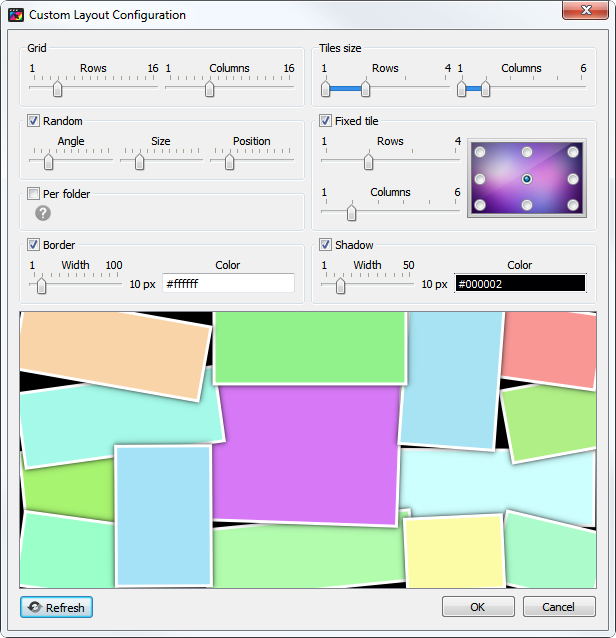 Custom Layout Configuration
Grid
1 Rows 16
1 Columns 16
Tiles size
1 Rows 4
1 Columns 6
Random
Angle Size Position
Fixed tile
1 Rows 4
1 Columns 6
Per folder
?
Border
1 Width 100
10 px
Color
#ffffff
Shadow
1 Width 50
10 px
Color
#000002
Refresh
OK
Cancel